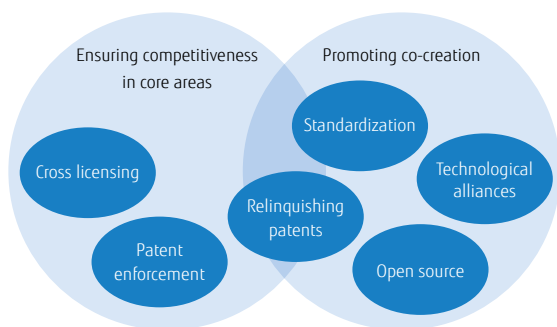 Ensuring competitiveness
in core areas
Promoting co-creation
Standardization
Cross licensing
Technological
alliances
Relinquishing
patents
Patent
enforcement
Open source